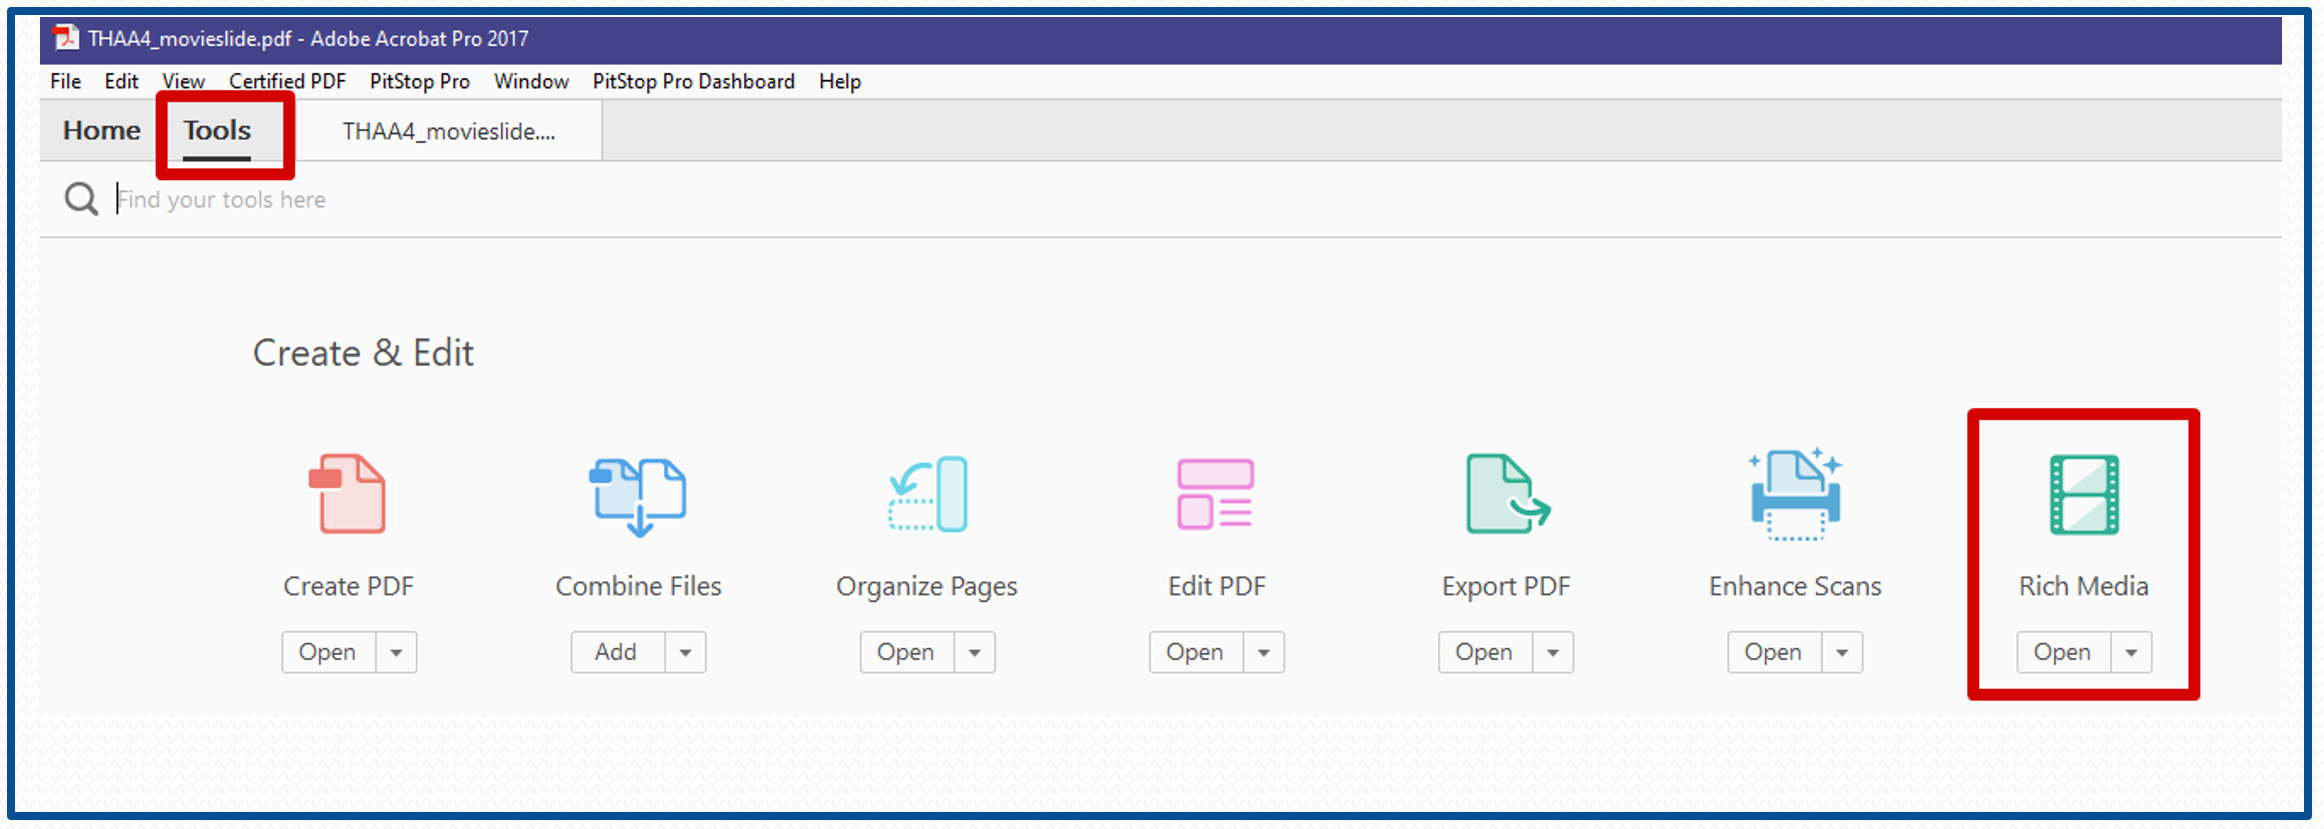 THAA4_movieslide.pdf - Adobe Acrobat Pro 2017
File Edit View Certified PDF PitStop Pro Window PitStop Pro Dashboard Help
Home Tools THAA4_movieslide....
Find your tools here
Create & Edit
Create PDF Combine Files Organize Pages Edit PDF Export PDF Enhance Scans Rich Media
Open Add Open Open Open Open Open